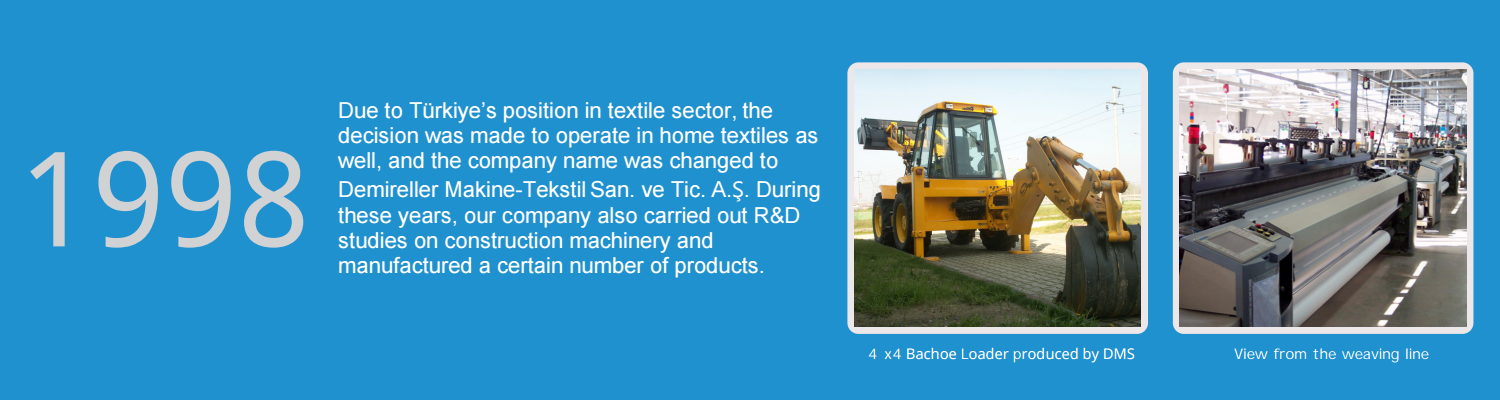 1998
Due to Türkiye’s position in textile sector, the
decision was made to operate in home textiles as
well, and the company name was changed to
Demireller Makine-Tekstil San. ve Tic. A.Ş. During
these years, our company also carried out R&D
studies on construction machinery and
manufactured a certain number of products.
4 x4 Bachoe Loader produced by DMS
View from the weaving line